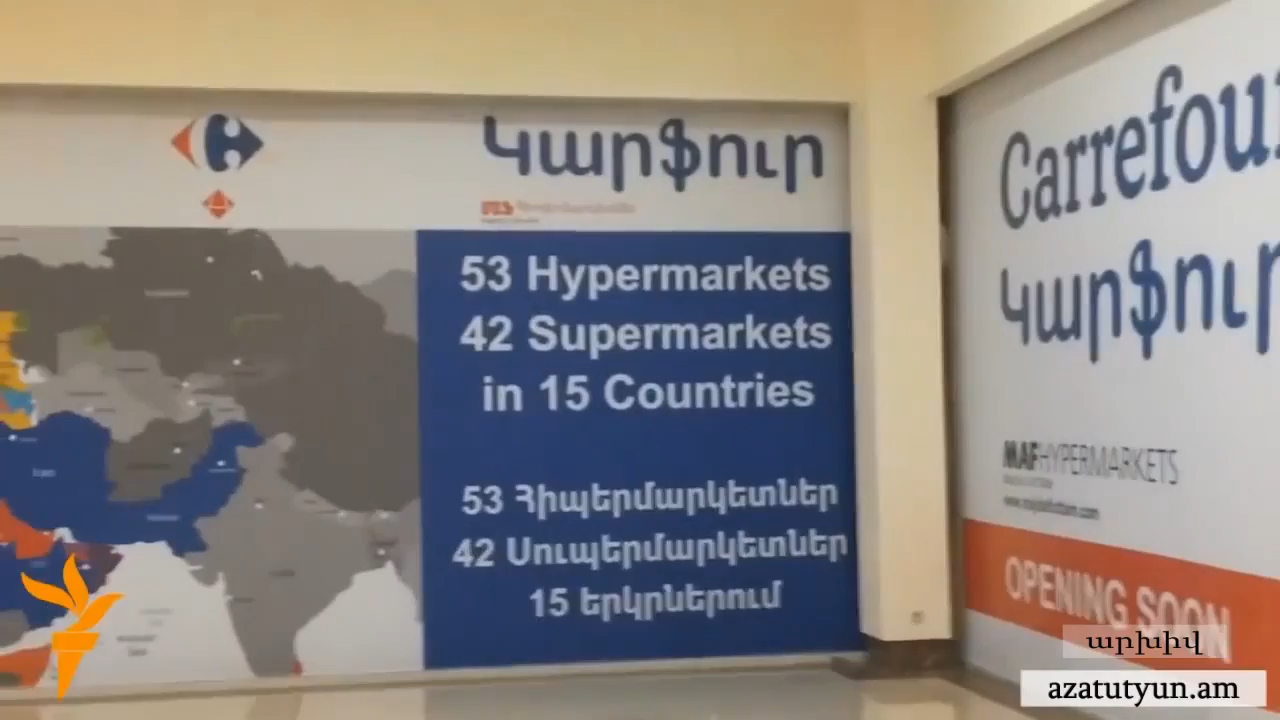 Կարֆուր
53 Hypermarkets
42 Supermarkets
in 15 Countries
53 Հիպերմարկետներ
42 Սուպերմարկետներ
15 երկրներում
Carrefour
Կարֆուր
MAFHYPERMARKETS
OPENING SOON
արխիվ
azatutyun.am